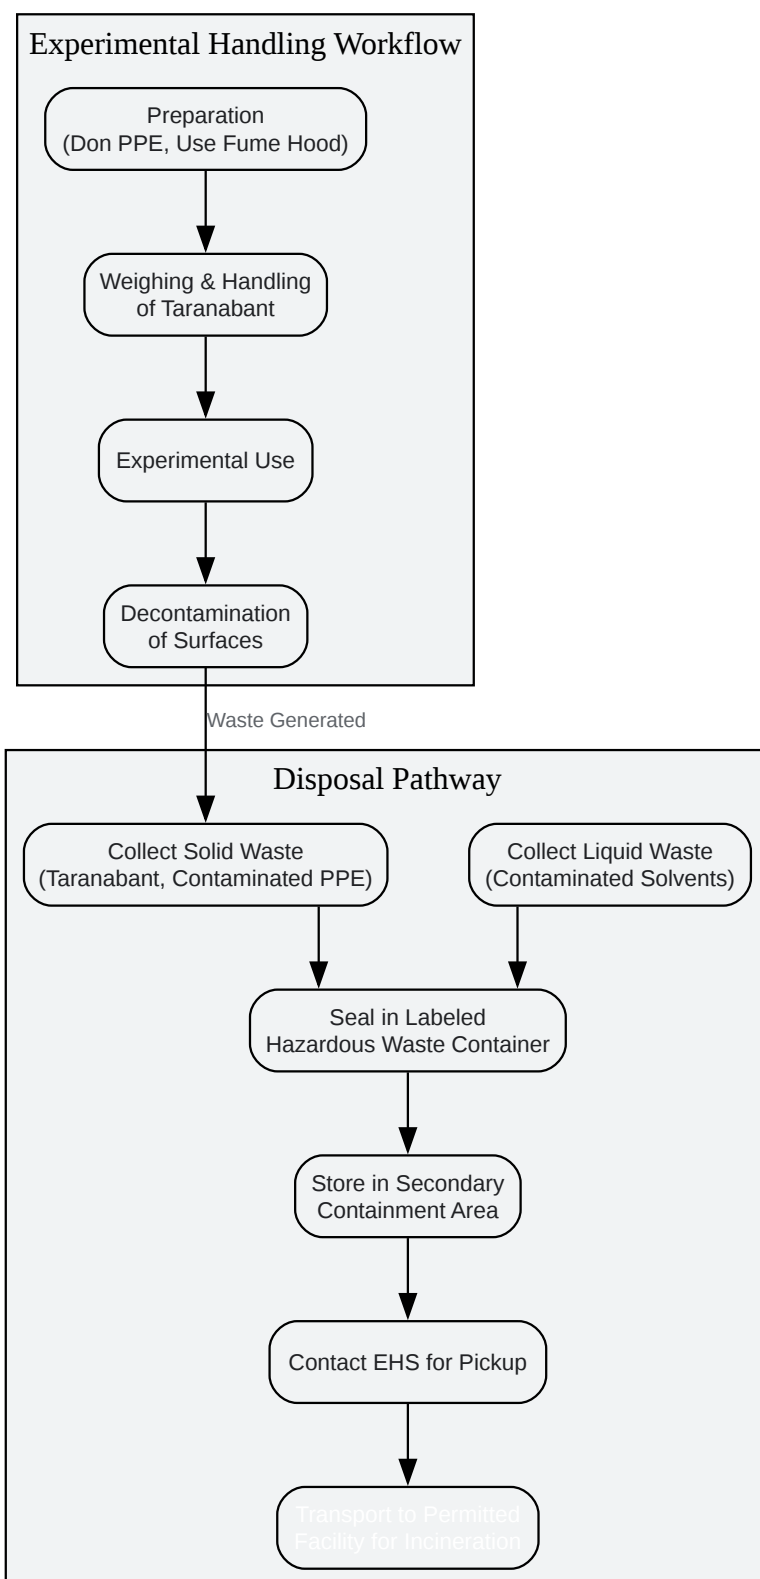 Experimental Handling Workflow
Preparation
(Don PPE, Use Fume Hood)
Weighing & Handling
of Taranabant
Experimental Use
Decontamination
of Surfaces
Waste Generated
Disposal Pathway
Collect Solid Waste
(Taranabant, Contaminated PPE)
Collect Liquid Waste
(Contaminated Solvents)
Seal in Labeled
Hazardous Waste Container
Store in Secondary
Containment Area
Contact EHS for Pickup
Transport to Permitted
Facility for Incineration